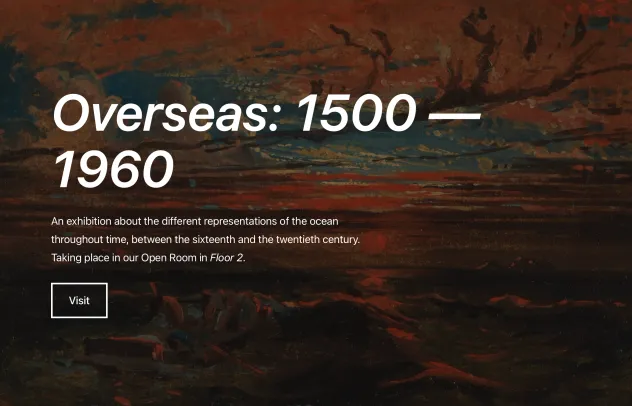 Overseas: 1500 —
1960
An exhibition about the different representations of the ocean
throughout time, between the sixteenth and the twentieth century.
Taking place in our Open Room in Floor 2.
Visit